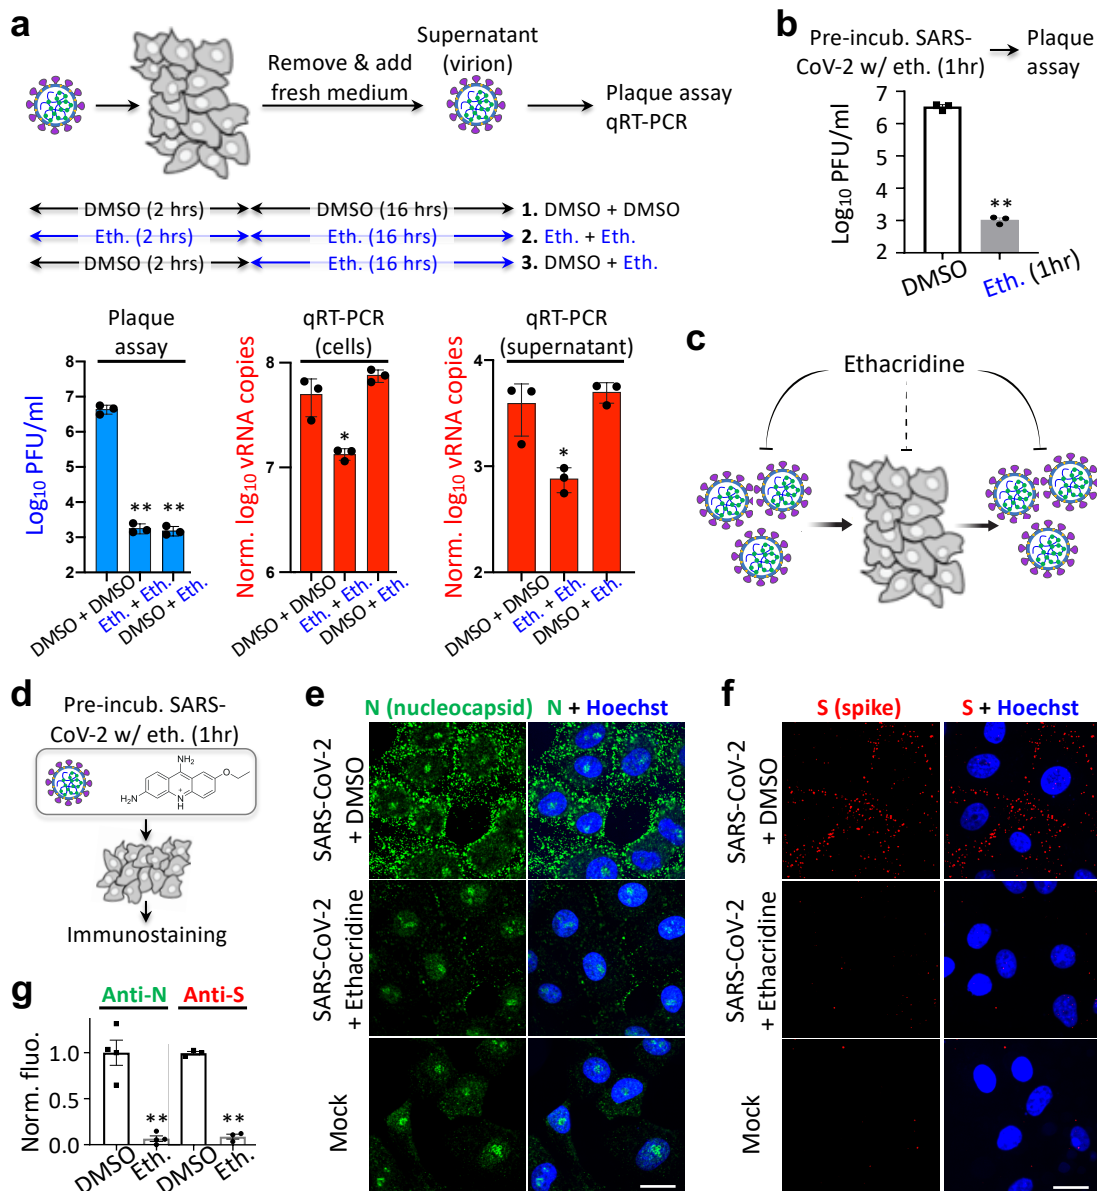 a
Supernatant
(virion)
Remove & add
fresh medium
Plaque assay
qRT-PCR
DMSO (2 hrs)
DMSO (16 hrs)
1. DMSO + DMSO
Eth. (2 hrs)
Eth. (16 hrs)
2. Eth. + Eth.
DMSO (2 hrs)
Eth. (16 hrs)
3. DMSO + Eth.
Plaque
assay
Log10 PFU/ml
8
7
6
5
4
3
2
** **
DMSO + DMSO
Eth. + Eth.
DMSO + Eth.
qRT-PCR
(cells)
Norm. log10 vRNA copies
8
7
6
*
DMSO + DMSO
Eth. + Eth.
DMSO + Eth.
qRT-PCR
(supernatant)
Norm. log10 vRNA copies
4
3
2
*
DMSO + DMSO
Eth. + Eth.
DMSO + Eth.
b
Pre-incub. SARS-
CoV-2 w/ eth. (1hr)
Plaque
assay
Log10 PFU/ml
7
6
5
4
3
2
**
DMSO
Eth. (1hr)
c
Ethacridine
d
Pre-incub. SARS-
CoV-2 w/ eth. (1hr)
NH2
O
H2N
N
+
H
Immunostaining
e
N (nucleocapsid)
N + Hoechst
SARS-CoV-2
+ DMSO
SARS-CoV-2
+ Ethacridine
Mock
f
S (spike)
S + Hoechst
SARS-CoV-2
+ DMSO
SARS-CoV-2
+ Ethacridine
Mock
g
Anti-N
Anti-S
Norm. fluo.
1.0
0.5
0.0
**
**
DMSO
Eth.
DMSO
Eth.